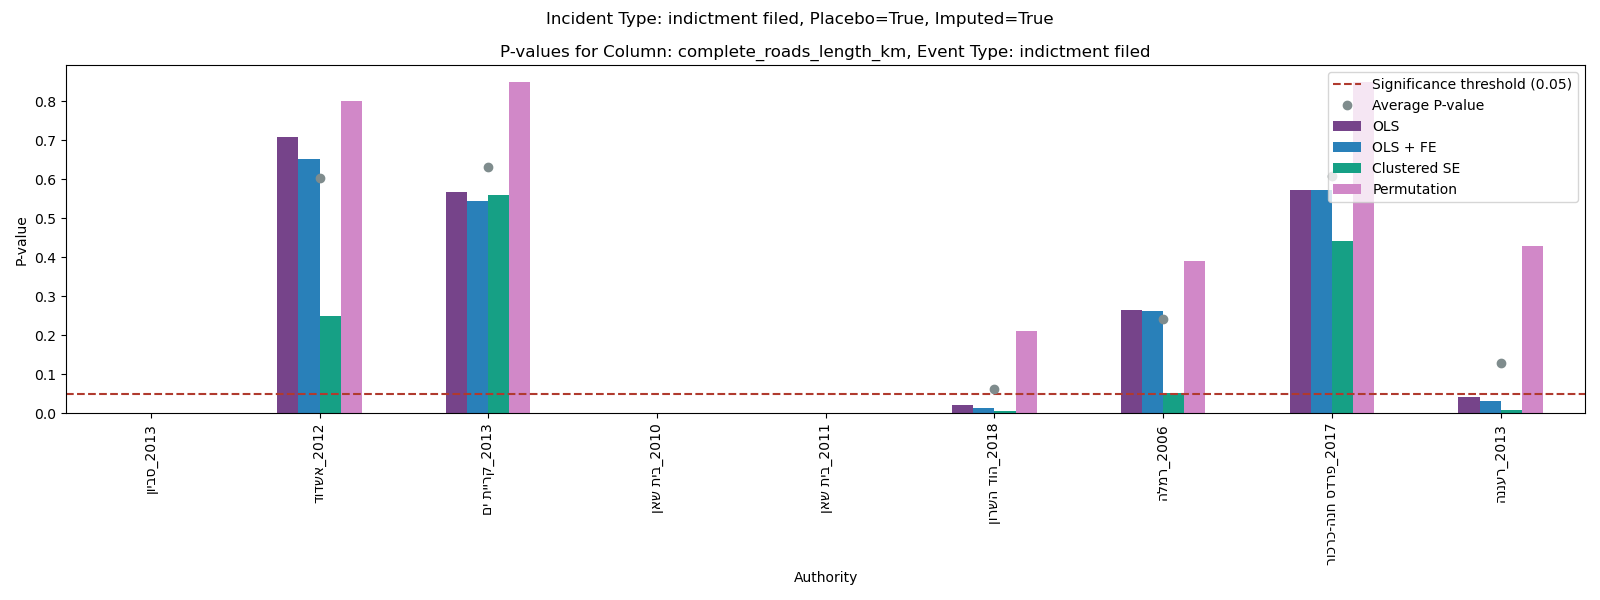 Incident Type: indictment filed, Placebo=True, Imputed=True
P-values for Column: complete_roads_length_km, Event Type: indictment filed
Significance threshold (0.05)
Average P-value
OLS
OLS + FE
Clustered SE
Permutation
P-value
0.8
0.7
0.6
0.5
0.4
0.3
0.2
0.1
0.0
סביון_2013
אשדוד_2012
קריית ים_2013
בית שאן_2010
בית שאן_2011
הוד השרון_2018
רמלה_2006
פרדס חנה-כרכור_2017
רעננה_2013
Authority